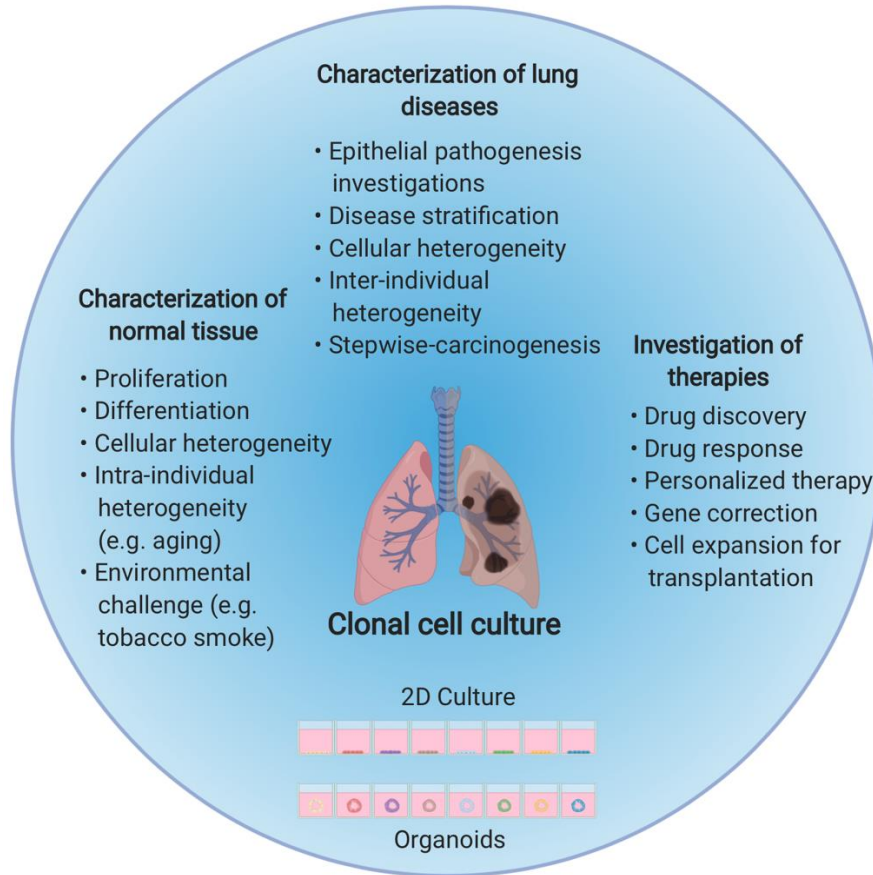 Characterization of lung
diseases
• Epithelial pathogenesis
investigations
• Disease stratification
• Cellular heterogeneity
• Inter-individual
heterogeneity
• Stepwise-carcinogenesis
Characterization of
normal tissue
• Proliferation
• Differentiation
• Cellular heterogeneity
• Intra-individual
heterogeneity
(e.g. aging)
• Environmental
challenge (e.g.
tobacco smoke)
Investigation of
therapies
• Drug discovery
• Drug response
• Personalized therapy
• Gene correction
• Cell expansion for
transplantation
Clonal cell culture
2D Culture
Organoids